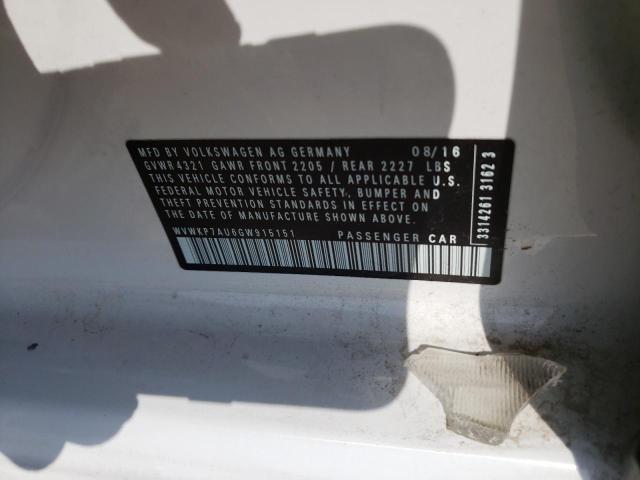 MFD BY VOLKSWAGEN AG GERMANY 08/16
GVWR 4321 GAWR FRONT 2205 / REAR 2227 LBS
THIS VEHICLE CONFORMS TO ALL APPLICABLE U.S.
FEDERAL MOTOR VEHICLE SAFETY, BUMPER AND
THEFT PREVENTION STANDARDS IN EFFECT ON
THE DATE OF MANUFACTURE SHOWN ABOVE
WVWKP7AU6GW915151 PASSENGER CAR
3314261 3162 3